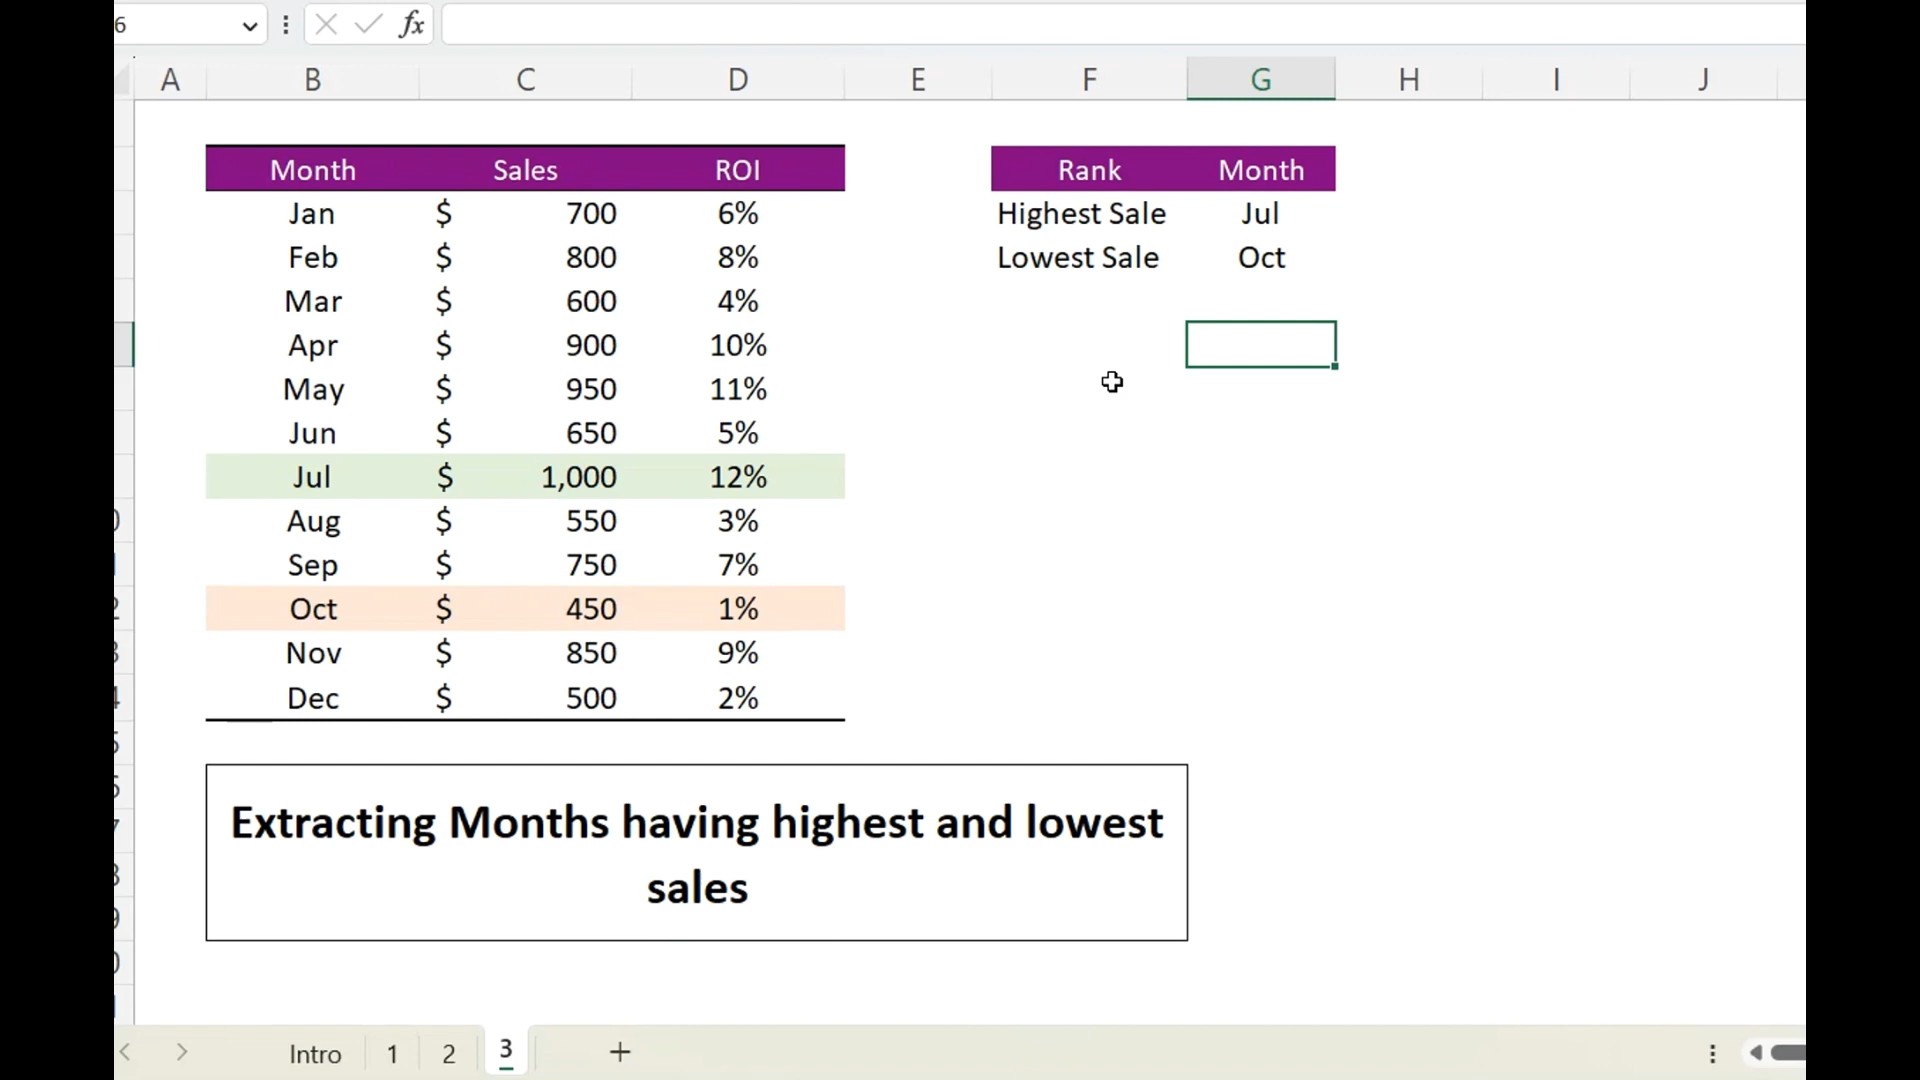 6 fx
A B C D E F G H I J
Month Sales ROI Rank Month
Jan $ 700 6% Highest Sale Jul
Feb $ 800 8% Lowest Sale Oct
Mar $ 600 4%
Apr $ 900 10%
May $ 950 11%
Jun $ 650 5%
Jul $ 1,000 12%
Aug $ 550 3%
Sep $ 750 7%
Oct $ 450 1%
Nov $ 850 9%
Dec $ 500 2%
Extracting Months having highest and lowest
sales
Intro 1 2 3 +